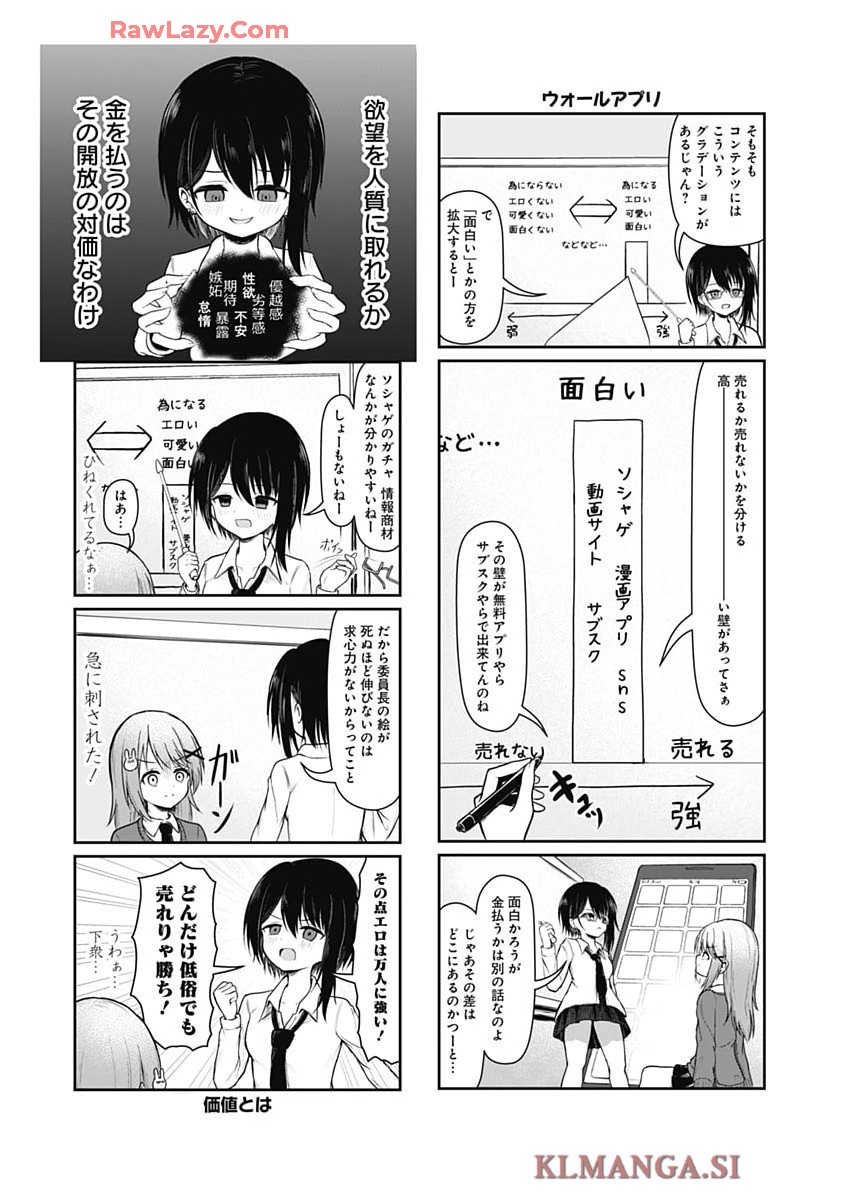 RawLazy.Com
ウォールアプリ
そもそも
コンテンツには
こういう
グラデーションが
あるじゃん?
為になる
エロい
可愛い
面白い
為にならない
エロくない
可愛くない
面白くない
などなど…
で
「面白い」とかの方を
拡大するとー
弱
強
売れるか売れないかを分ける
高――――い壁があってさぁ
面白い
など…
ソシャゲ 漫画アプリ sns
動画サイト サブスク
その壁が無料アプリやら
サブスクやらで出来てんのね
売れない
売れる
キュッ
強
面白かろうが
金払うかは別の話なのよ
じゃあその差は
どこにあるのかつーと…
欲望を人質に取れるか
金を払うのは
その開放の対価なわけ
優越感
劣等感
性欲 不安
期待 暴露
嫉妬 怠惰
ソシャゲのガチャ 情報商材
なんかが分かりやすいねー
しょーもないねー
ポイッ
為になる
エロい
可愛い
面白い
動画サイト サブスク
はあ…
ひねくれてるなぁ…
だから委員長の絵が
死ぬほど伸びないのは
求心力がないからってこと
ガーン
急に刺された!
その点エロは万人に強い!
どんだけ低俗でも
売れりゃ勝ち!
うわぁ…
下衆…
価値とは
KLMANGA.SI